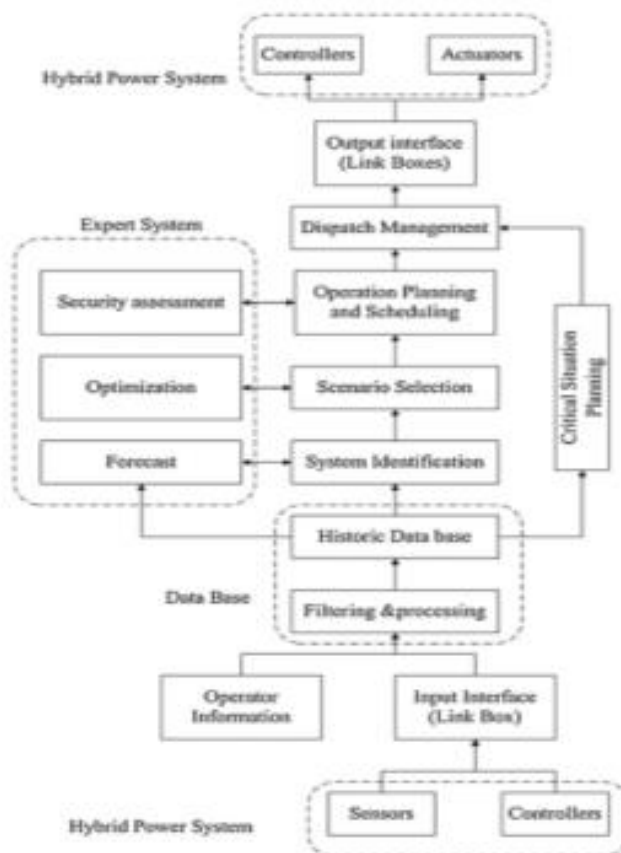 Controllers
Actuators
Hybrid Power System
Output interface
(Link Boxes)
Expert System
Dispatch Management
Security assessment
Operation Planning
and Scheduling
Critical Situation
Planning
Optimization
Scenario Selection
Forecast
System Identification
Historic Data base
Data Base
Filtering &processing
Operator
Information
Input Interface
(Link Box)
Sensors
Controllers
Hybrid Power System